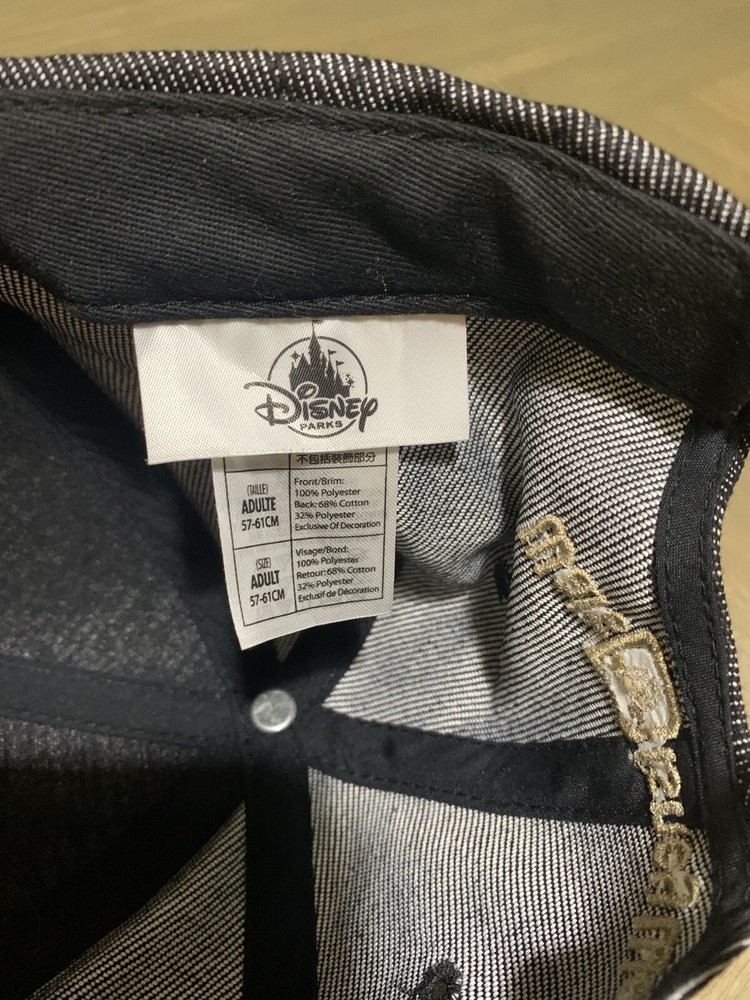 Disney
PARKS
不包括裝飾部分
(TAILLE)
ADULTE
57-61CM
Front/Brim:
100% Polyester
Back: 68% Cotton
32% Polyester
Exclusive Of Decoration
(SIZE)
ADULT
57-61CM
Visage/Bord:
100% Polyester
Retour: 68% Cotton
32% Polyester
Exclusif de Décoration